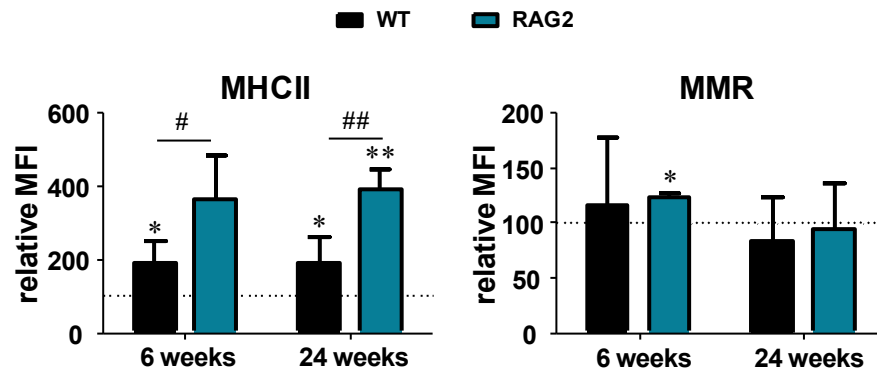 WT RAG2
MHCII
relative MFI
600
400
200
0
#
##
*
*
**
6 weeks 24 weeks
MMR
relative MFI
200
150
100
50
0
*
6 weeks 24 weeks